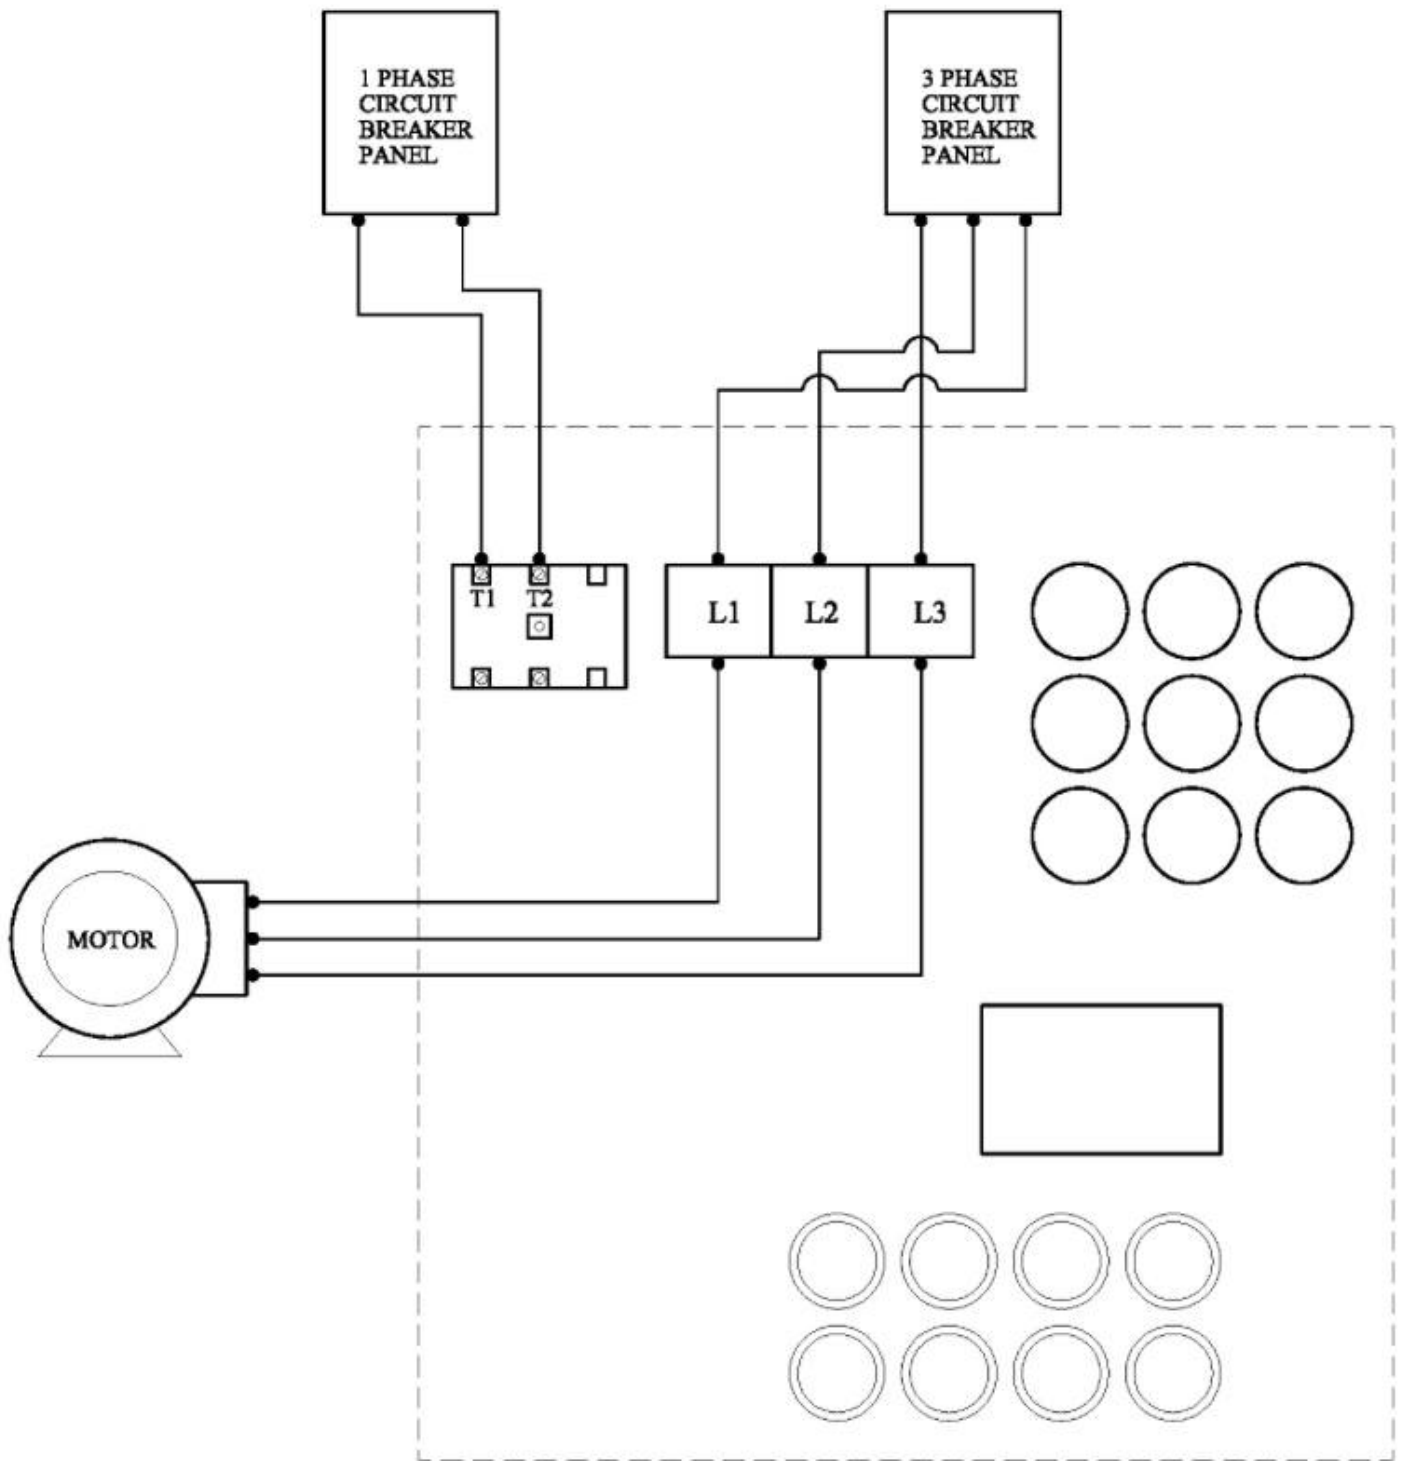 1 PHASE
CIRCUIT
BREAKER
PANEL
3 PHASE
CIRCUIT
BREAKER
PANEL
T1 T2
L1 L2 L3
MOTOR